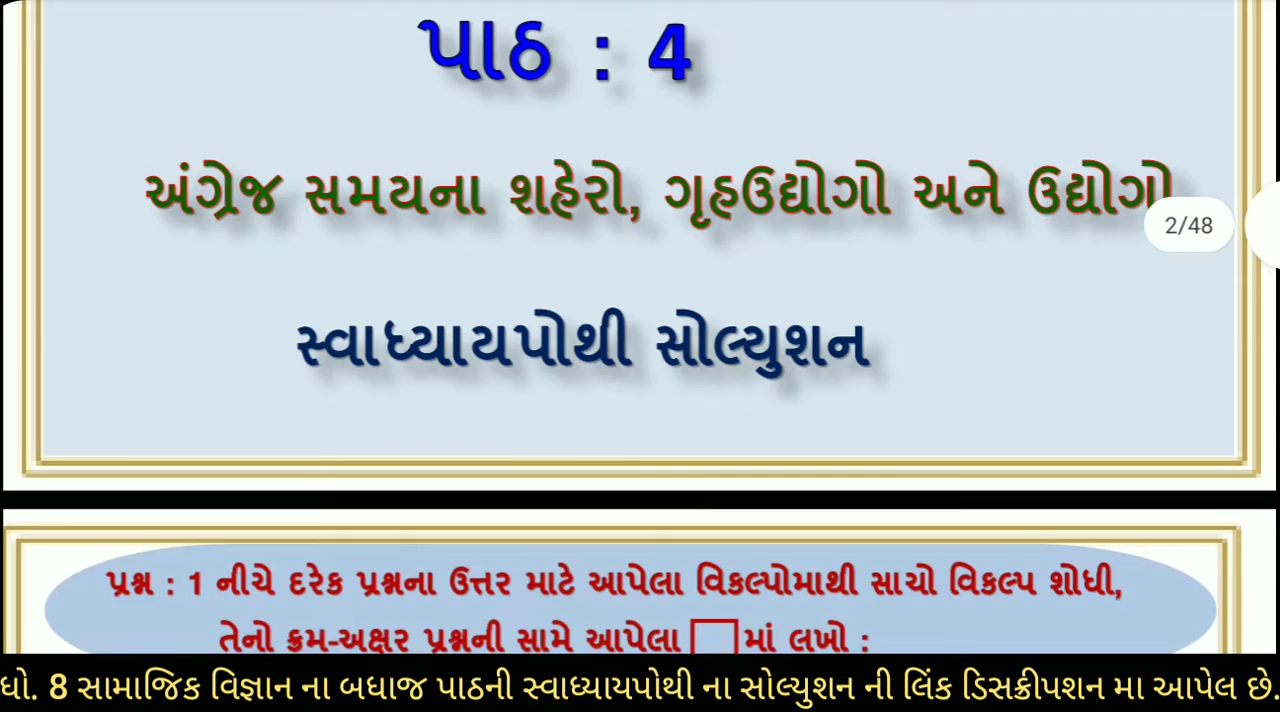 પાઠ : 4
અંગ્રેજ સમયના શહેરો, ગૃહઉદ્યોગો અને ઉદ્યોગો
2/48
સ્વાધ્યાયપોથી સોલ્યુશન
પ્રશ્ન : 1 નીચે દરેક પ્રશ્નના ઉત્તર માટે આપેલા વિકલ્પોમાથી સાચો વિકલ્પ શોધી,
તેનો ક્રમ-અક્ષર પ્રશ્નની સામે આપેલા માં લખો :
ધો. 8 સામાજિક વિજ્ઞાન ના બધાજ પાઠની સ્વાધ્યાયપોથી ના સોલ્યુશન ની લિંક ડિસક્રીપશન મા આપેલ છે.